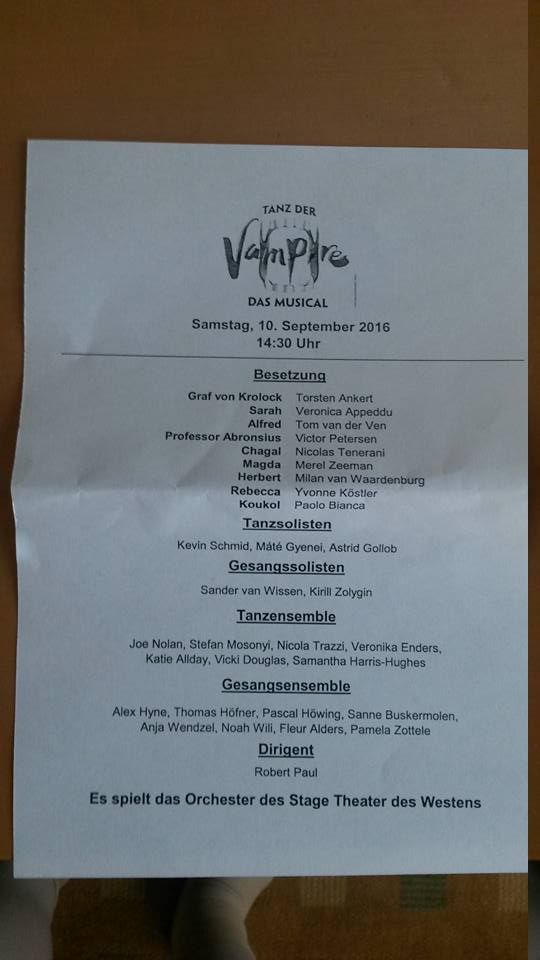 TANZ DER
Vampire
DAS MUSICAL
Samstag, 10. September 2016
14:30 Uhr
Besetzung
Graf von Krolock Torsten Ankert
Sarah Veronica Appeddu
Alfred Tom van der Ven
Professor Abronsius Victor Petersen
Chagal Nicolas Tenerani
Magda Merel Zeeman
Herbert Milan van Waardenburg
Rebecca Yvonne Köstler
Koukol Paolo Bianca
Tanzsolisten
Kevin Schmid, Máté Gyenei, Astrid Gollob
Gesangssolisten
Sander van Wissen, Kirill Zolygin
Tanzensemble
Joe Nolan, Stefan Mosonyi, Nicola Trazzi, Veronika Enders,
Katie Allday, Vicki Douglas, Samantha Harris-Hughes
Gesangsensemble
Alex Hyne, Thomas Höfner, Pascal Höwing, Sanne Buskermolen,
Anja Wendzel, Noah Wili, Fleur Alders, Pamela Zottele
Dirigent
Robert Paul
Es spielt das Orchester des Stage Theater des Westens